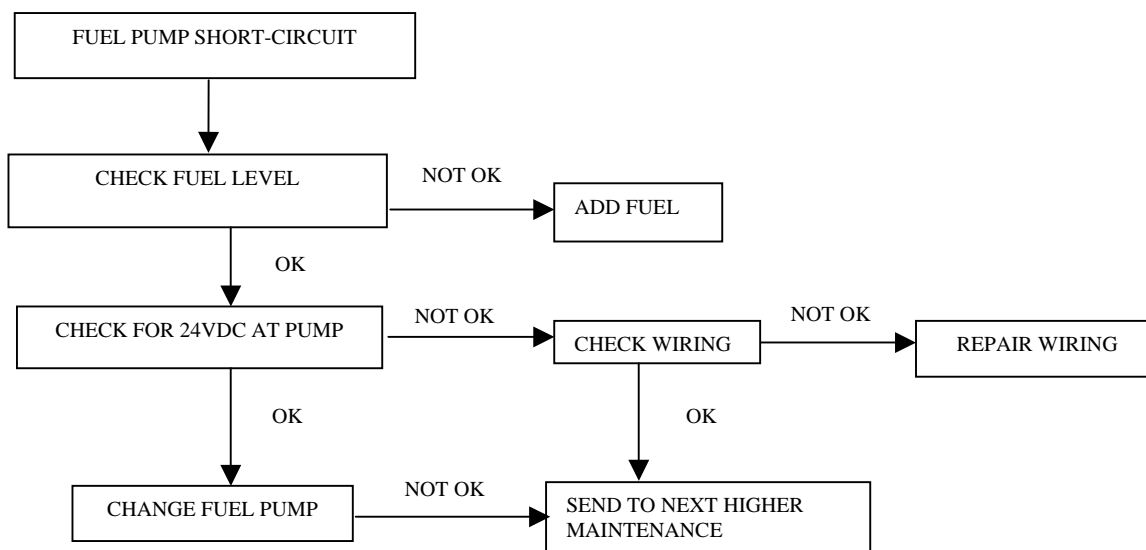 FUEL PUMP SHORT-CIRCUIT
CHECK FUEL LEVEL
NOT OK
ADD FUEL
OK
CHECK FOR 24VDC AT PUMP
NOT OK
CHECK WIRING
NOT OK
REPAIR WIRING
OK
OK
CHANGE FUEL PUMP
NOT OK
SEND TO NEXT HIGHER
MAINTENANCE